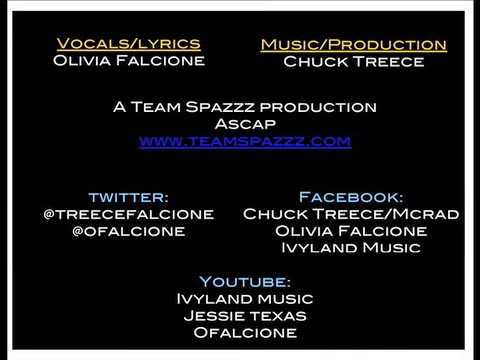 Vocals/lyrics
Olivia Falcione
Music/Production
Chuck Treece
A Team Spazzz production
Ascap
www.teamspazzz.com
twitter:
@treecefalcione
@ofalcione
Facebook:
Chuck Treece/Mcrad
Olivia Falcione
Ivyland Music
Youtube:
Ivyland music
Jessie texas
Ofalcione